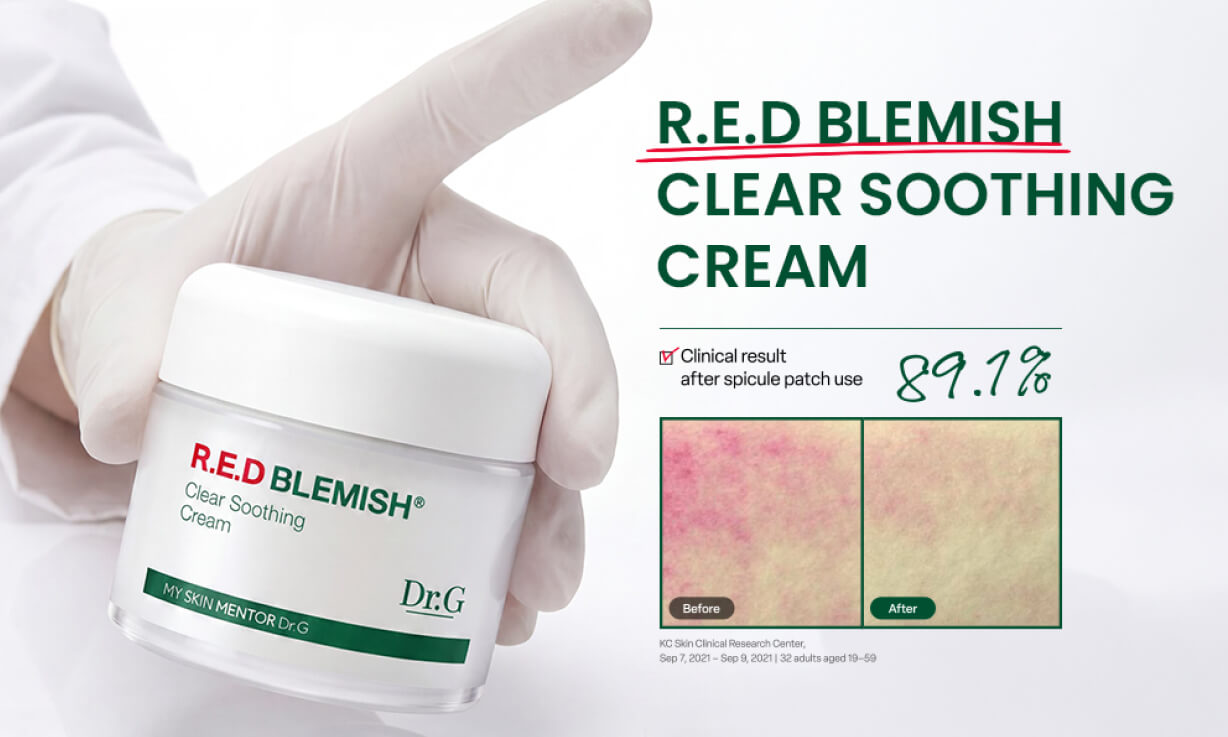 R.E.D BLEMISH
CLEAR SOOTHING
CREAM
Clinical result
after spicule patch use
89.1%
Before
After
KC Skin Clinical Research Center,
Sep 7, 2021 – Sep 9, 2021 | 32 adults aged 19–59
R.E.D BLEMISH®
Clear Soothing
Cream
Dr.G
MY SKIN MENTOR Dr.G